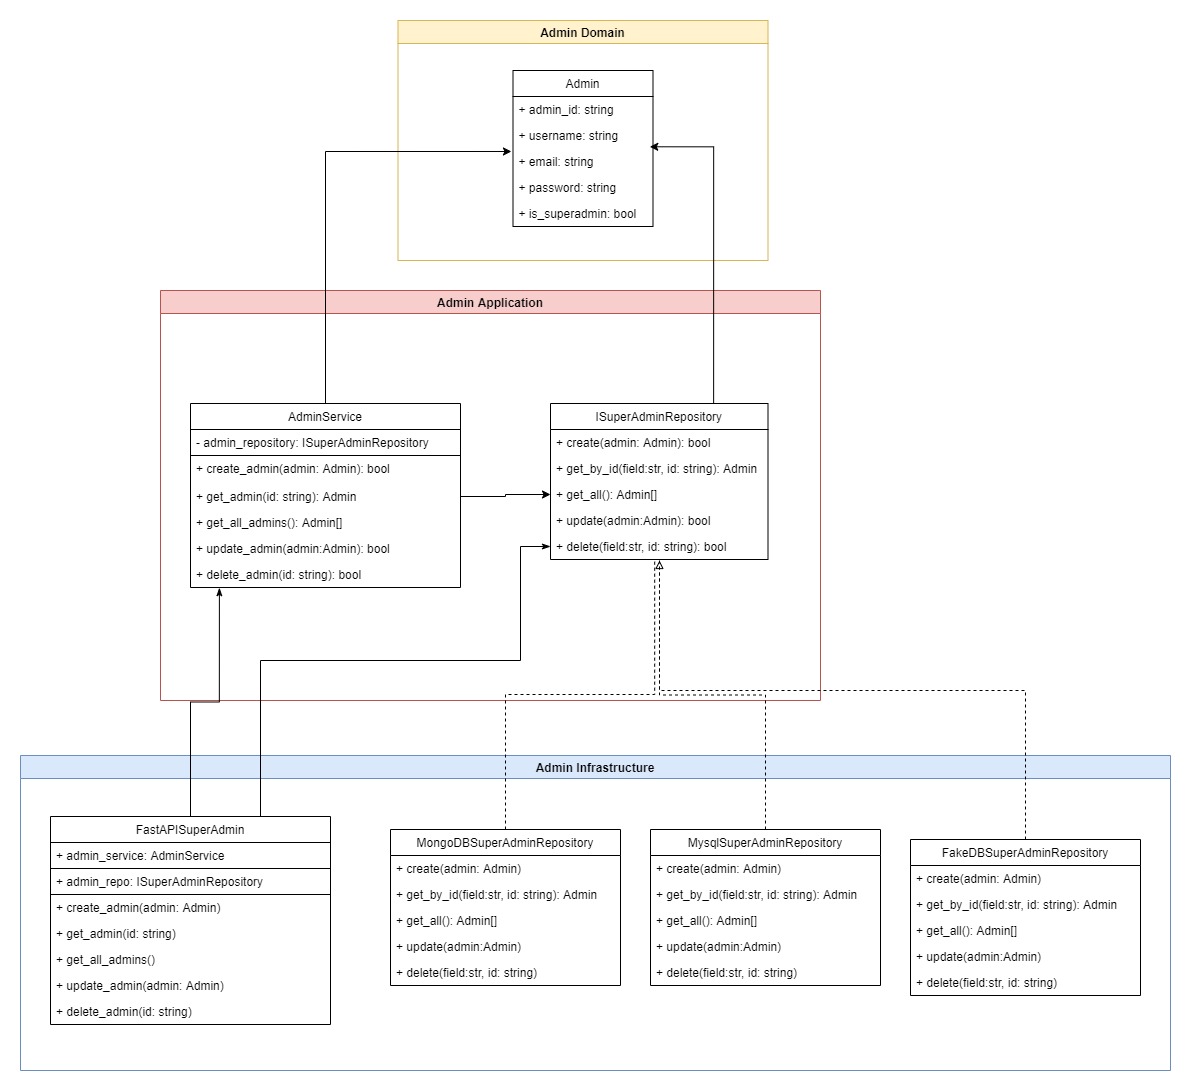 Admin Domain
Admin
+ admin_id: string
+ username: string
+ email: string
+ password: string
+ is_superadmin: bool
Admin Application
AdminService
- admin_repository: ISuperAdminRepository
+ create_admin(admin: Admin): bool
+ get_admin(id: string): Admin
+ get_all_admins(): Admin[]
+ update_admin(admin:Admin): bool
+ delete_admin(id: string): bool
ISuperAdminRepository
+ create(admin: Admin): bool
+ get_by_id(field:str, id: string): Admin
+ get_all(): Admin[]
+ update(admin:Admin): bool
+ delete(field:str, id: string): bool
Admin Infrastructure
FastAPISuperAdmin
+ admin_service: AdminService
+ admin_repo: ISuperAdminRepository
+ create_admin(admin: Admin)
+ get_admin(id: string)
+ get_all_admins()
+ update_admin(admin: Admin)
+ delete_admin(id: string)
MongoDBSuperAdminRepository
+ create(admin: Admin)
+ get_by_id(field:str, id: string): Admin
+ get_all(): Admin[]
+ update(admin:Admin)
+ delete(field:str, id: string)
MysqlSuperAdminRepository
+ create(admin: Admin)
+ get_by_id(field:str, id: string): Admin
+ get_all(): Admin[]
+ update(admin:Admin)
+ delete(field:str, id: string)
FakeDBSuperAdminRepository
+ create(admin: Admin)
+ get_by_id(field:str, id: string): Admin
+ get_all(): Admin[]
+ update(admin:Admin)
+ delete(field:str, id: string)